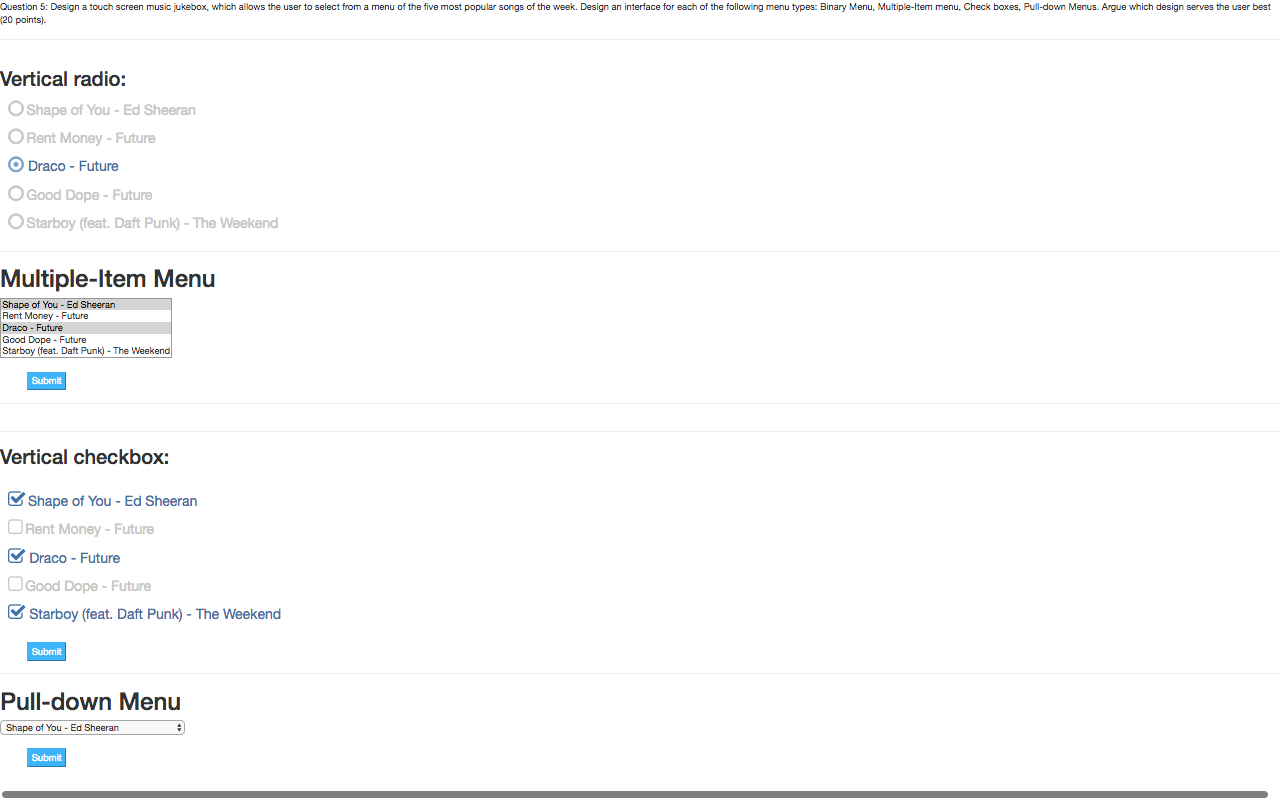 Question 5: Design a touch screen music jukebox, which allows the user to select from a menu of the five most popular songs of the week. Design an interface for each of the following menu types: Binary Menu, Multiple-Item menu, Check boxes, Pull-down Menus. Argue which design serves the user best
(20 points).
Vertical radio:
Shape of You - Ed Sheeran
Rent Money - Future
Draco - Future
Good Dope - Future
Starboy (feat. Daft Punk) - The Weekend
Multiple-Item Menu
Shape of You - Ed Sheeran
Rent Money - Future
Draco - Future
Good Dope - Future
Starboy (feat. Daft Punk) - The Weekend
Submit
Vertical checkbox:
Shape of You - Ed Sheeran
Rent Money - Future
Draco - Future
Good Dope - Future
Starboy (feat. Daft Punk) - The Weekend
Submit
Pull-down Menu
Shape of You - Ed Sheeran
Submit